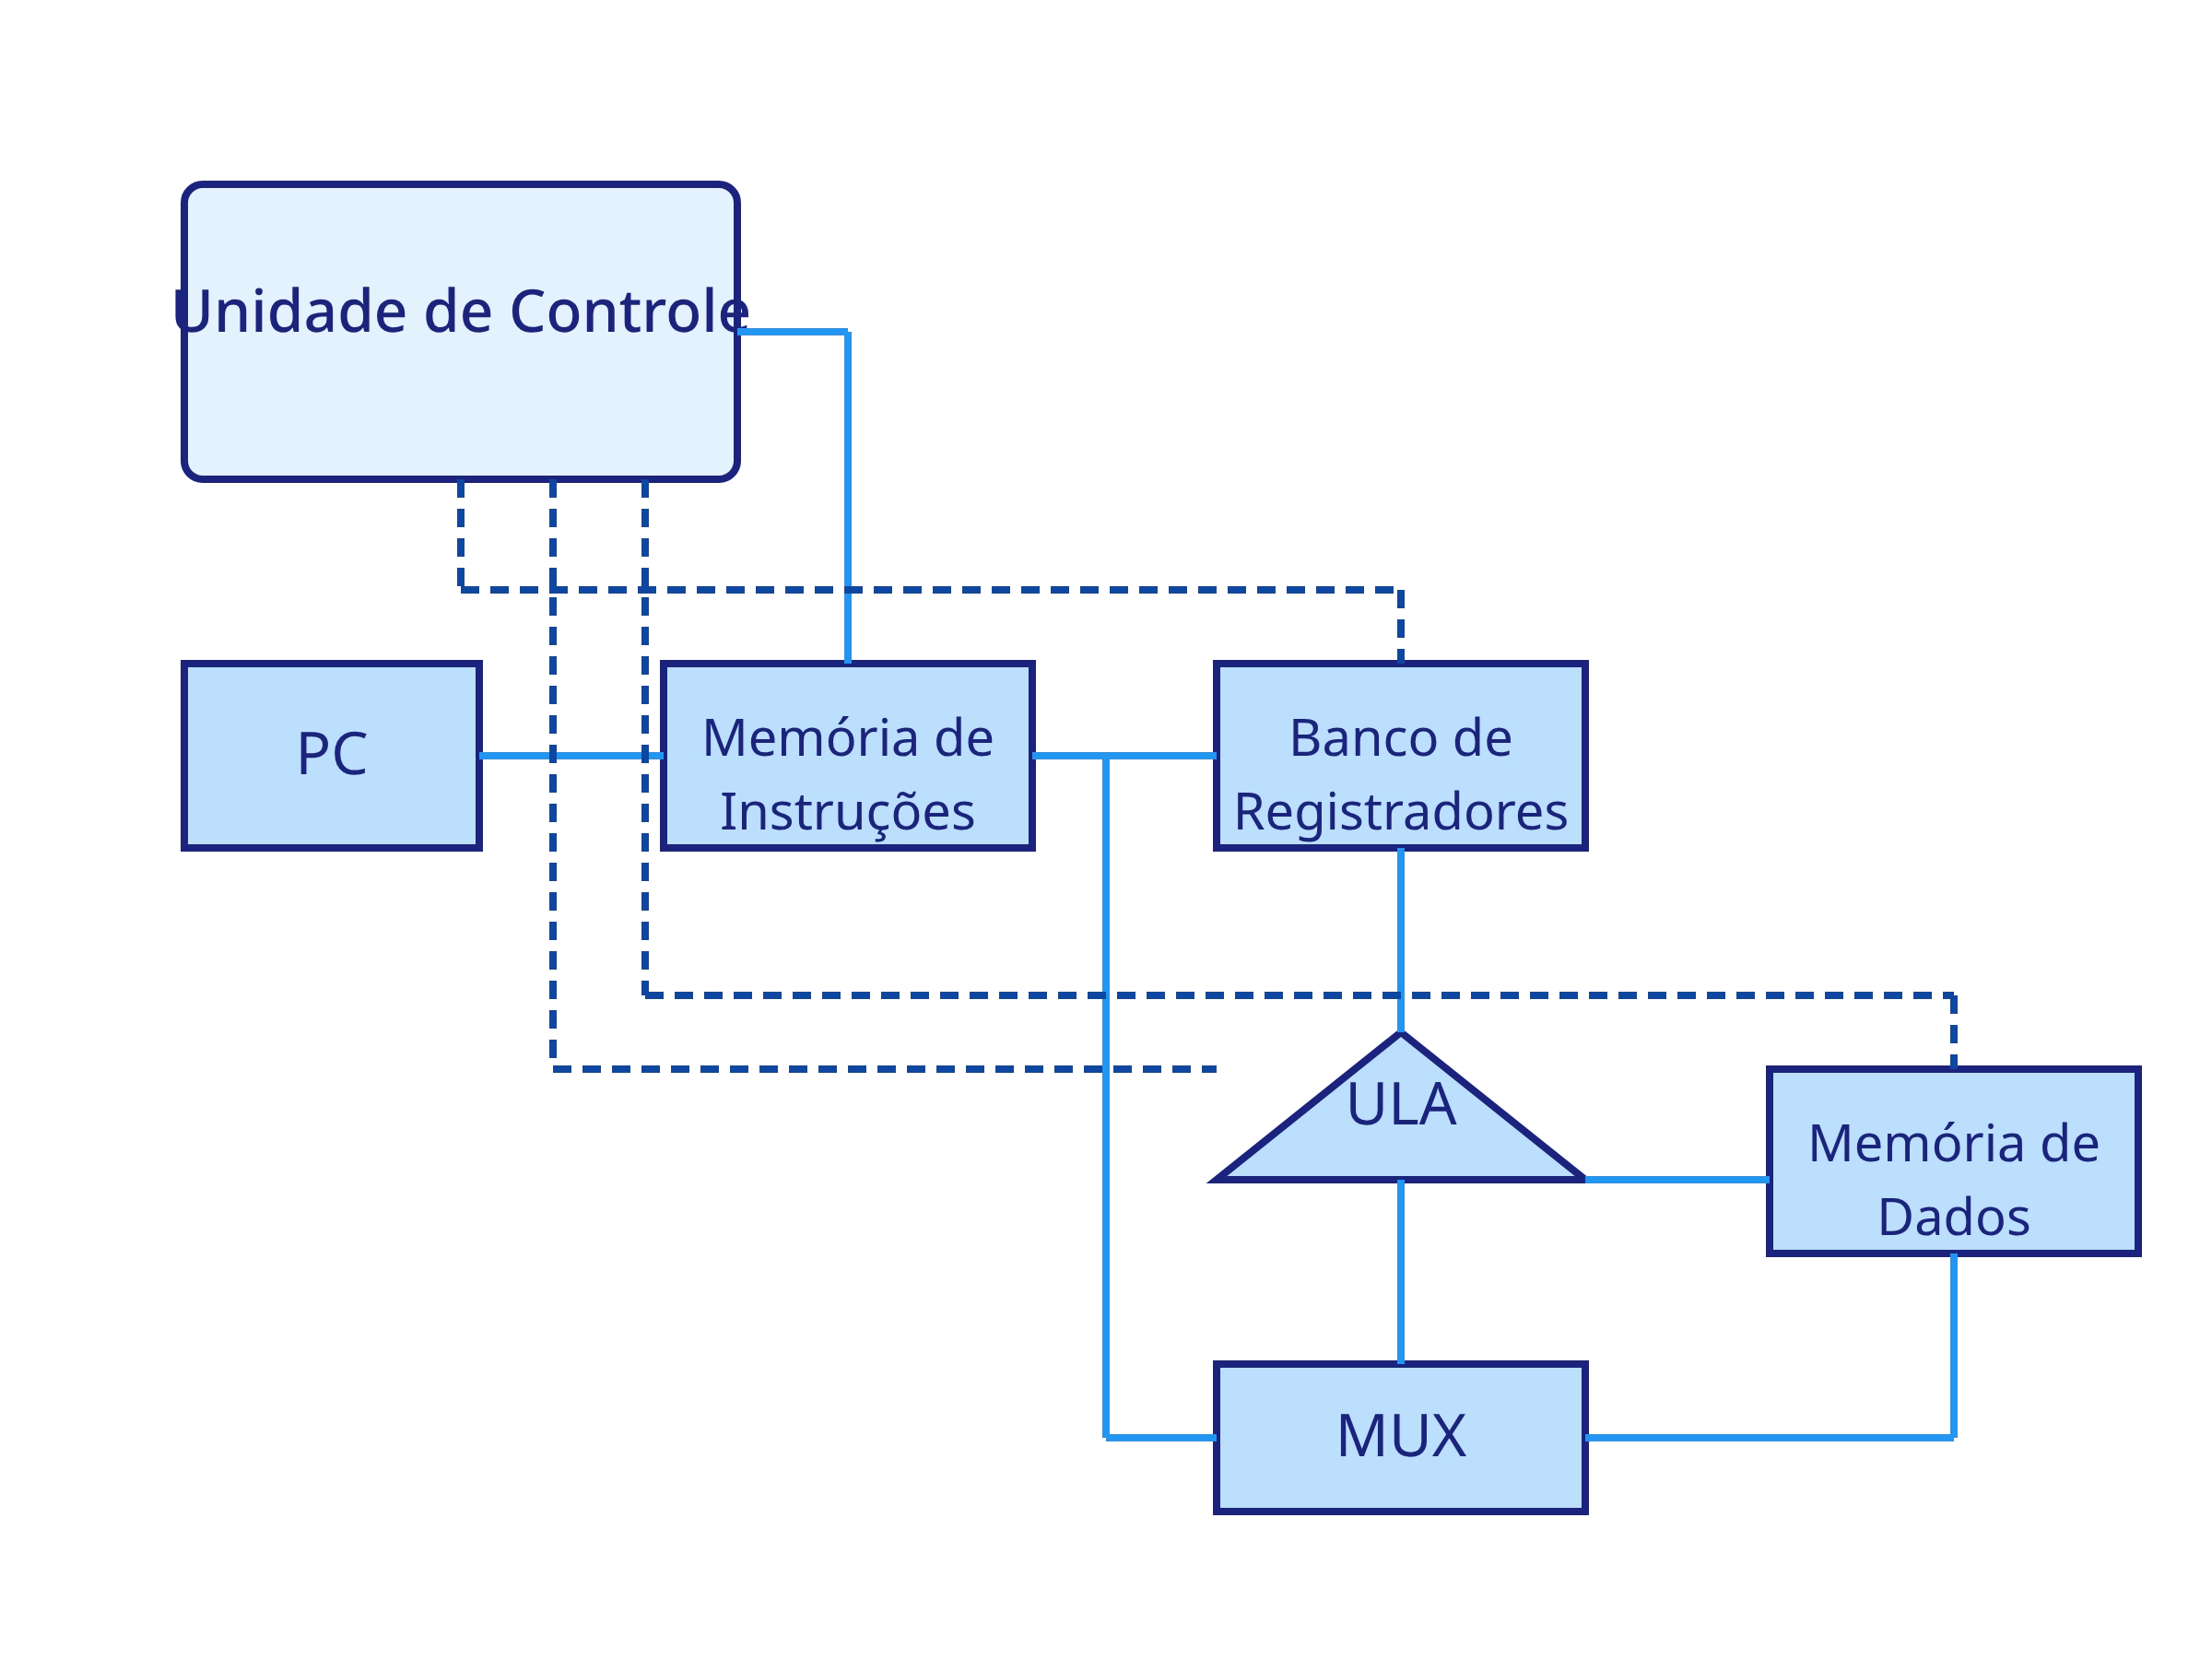 Unidade de Controle
PC
Memória de
Instruções
Banco de
Registradores
ULA
Memória de
Dados
MUX